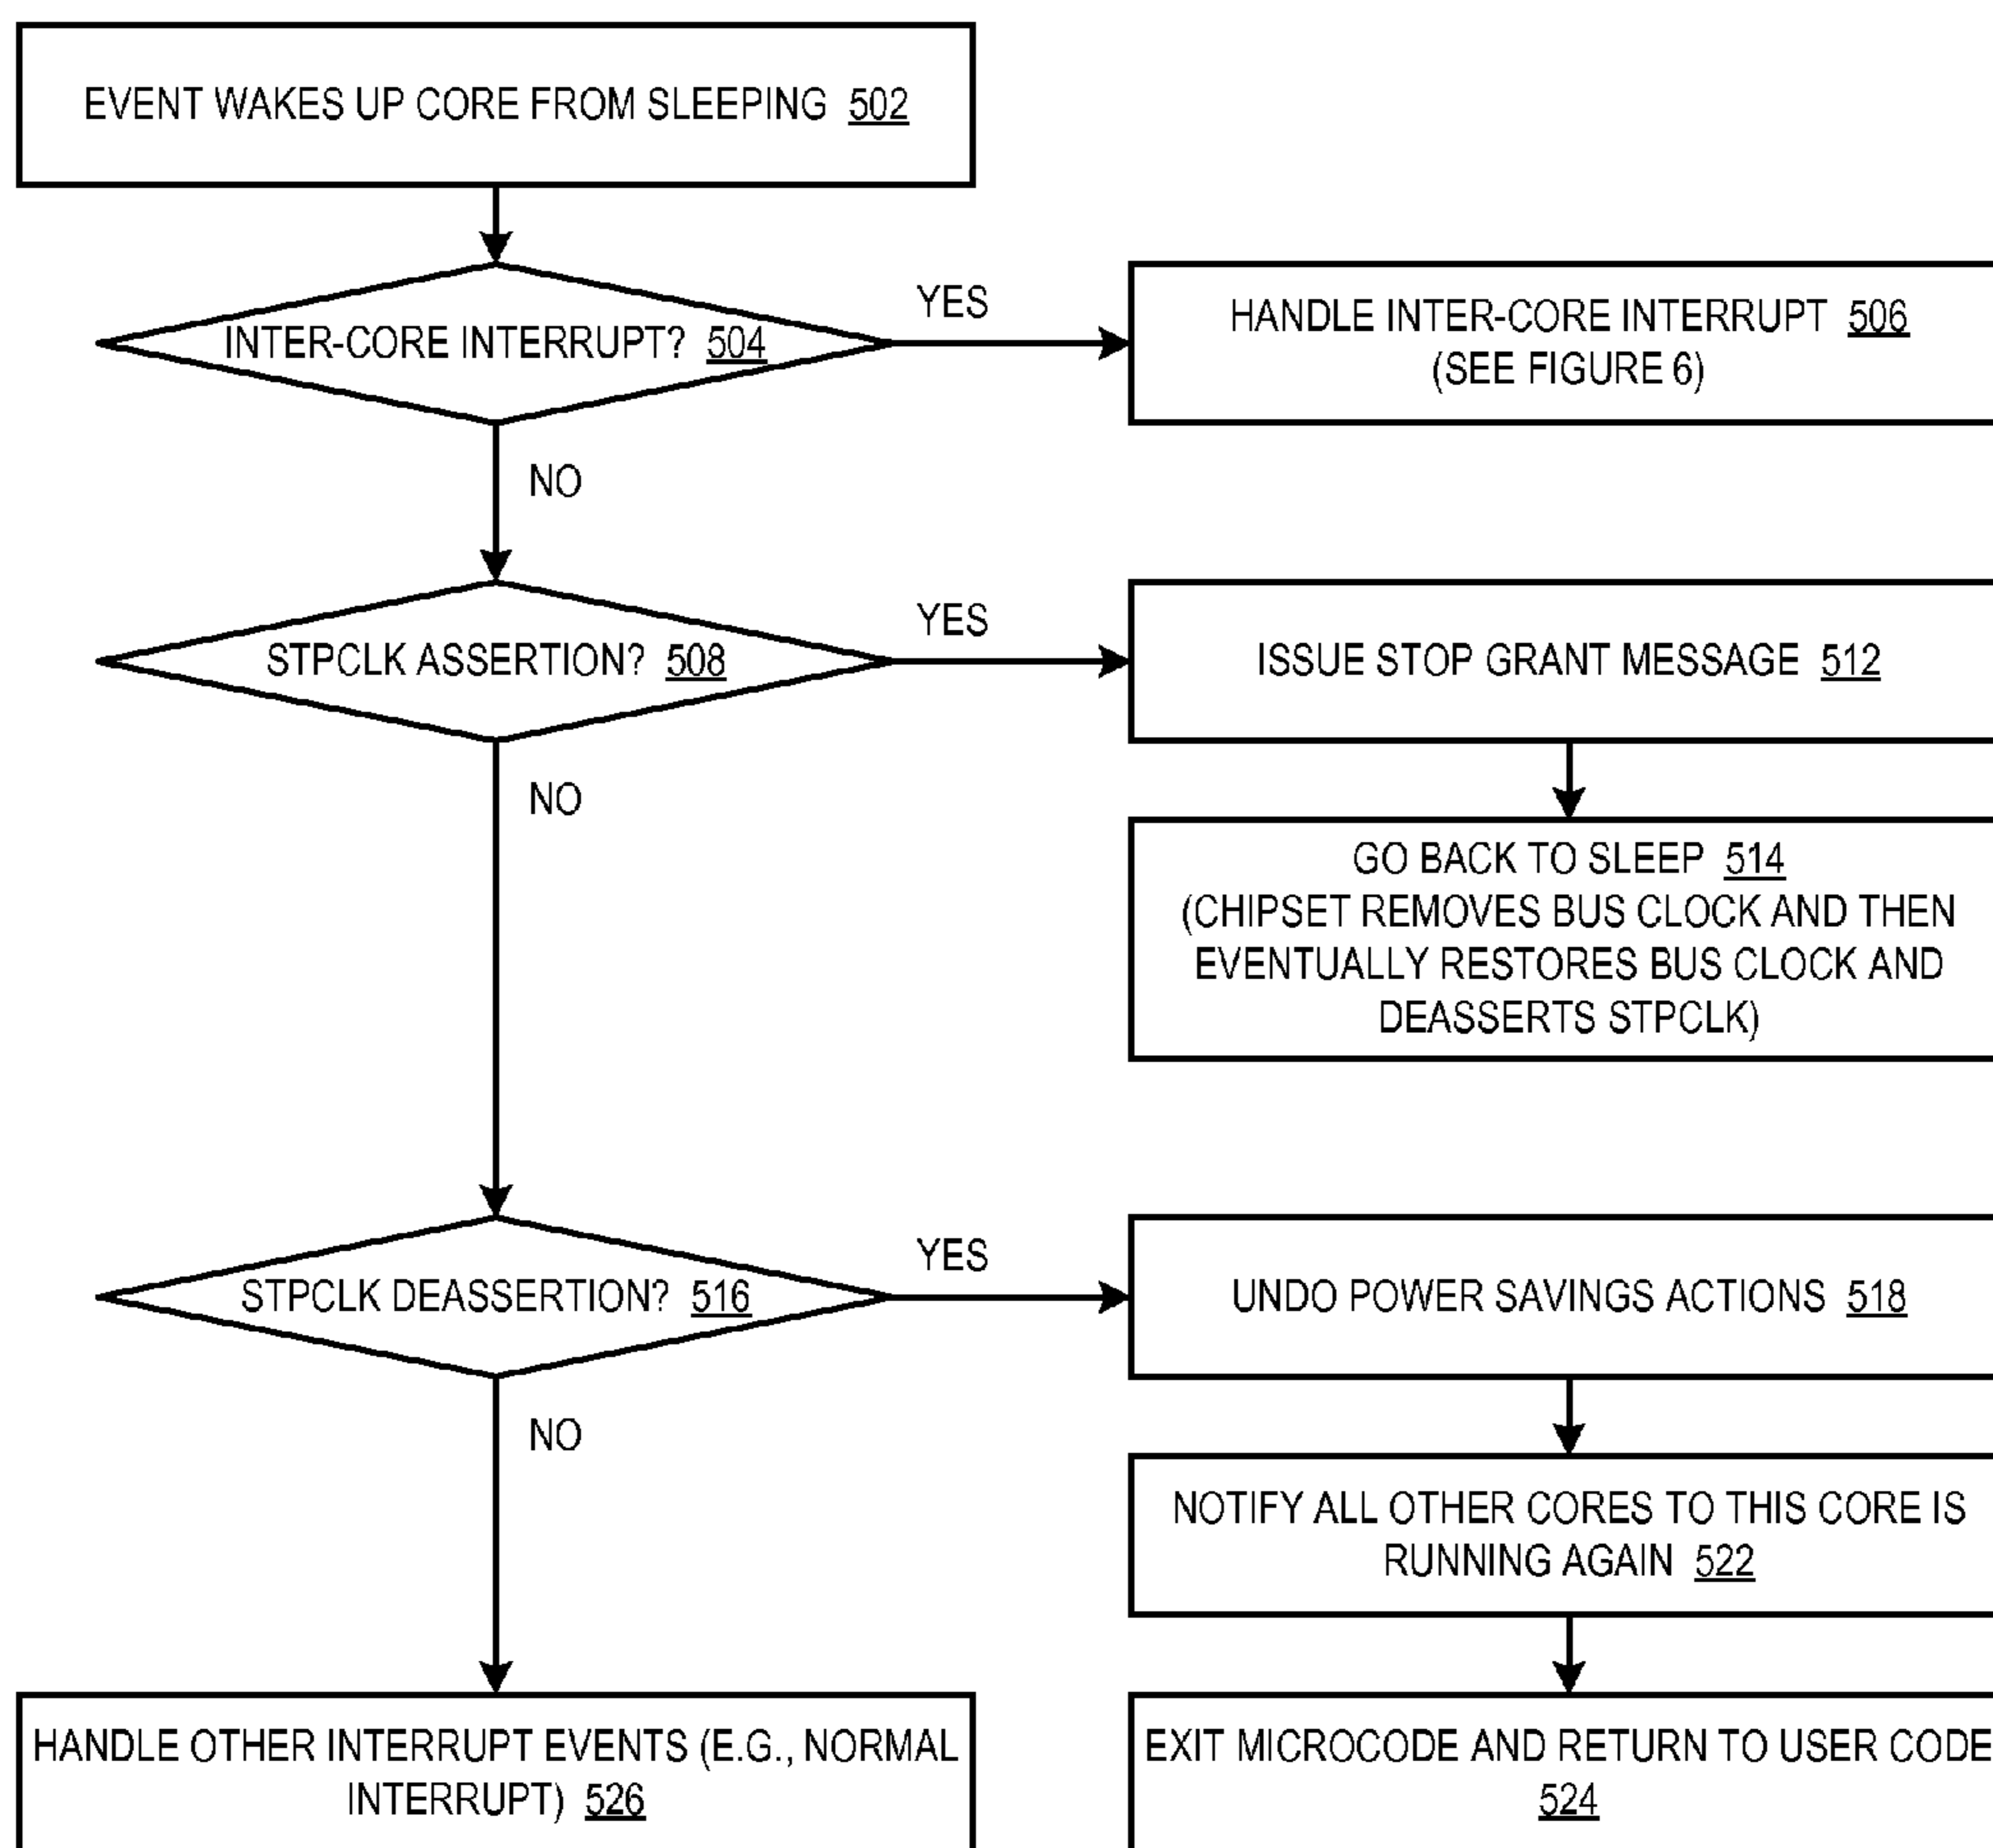 EVENT WAKES UP CORE FROM SLEEPING 502
INTER-CORE INTERRUPT? 504
YES
HANDLE INTER-CORE INTERRUPT 506
(SEE FIGURE 6)
NO
STPCLK ASSERTION? 508
YES
ISSUE STOP GRANT MESSAGE 512
NO
GO BACK TO SLEEP 514
(CHIPSET REMOVES BUS CLOCK AND THEN
EVENTUALLY RESTORES BUS CLOCK AND
DEASSERTS STPCLK)
STPCLK DEASSERTION? 516
YES
UNDO POWER SAVINGS ACTIONS 518
NO
NOTIFY ALL OTHER CORES TO THIS CORE IS
RUNNING AGAIN 522
HANDLE OTHER INTERRUPT EVENTS (E.G., NORMAL
INTERRUPT) 526
EXIT MICROCODE AND RETURN TO USER CODE
524